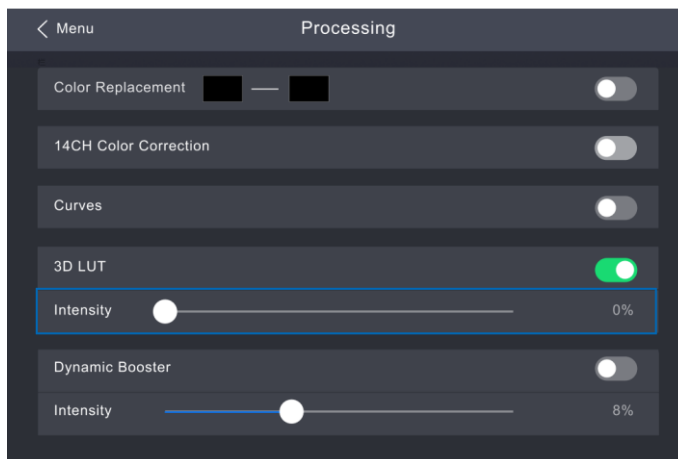 Menu
Processing
Color Replacement
14CH Color Correction
Curves
3D LUT
Intensity 0%
Dynamic Booster
Intensity 8%